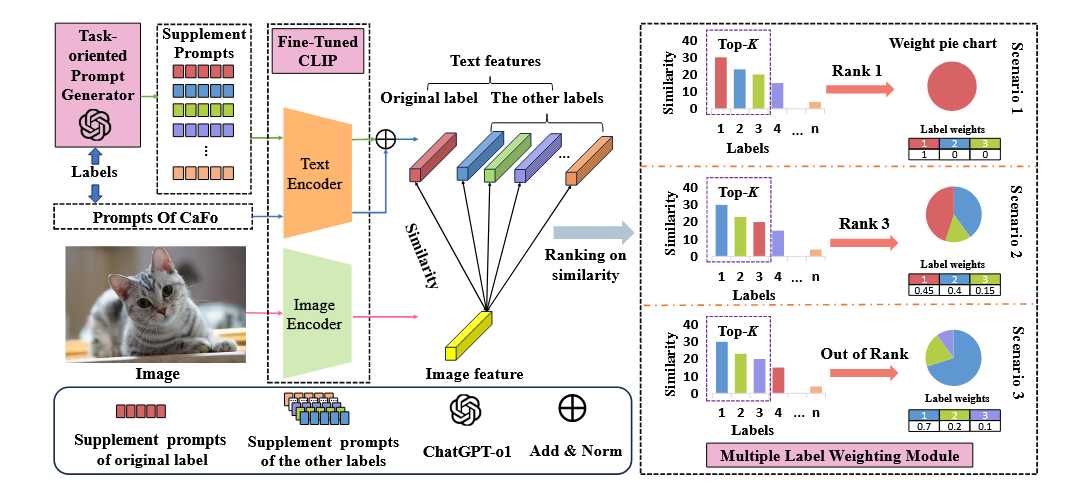 Task-
oriented
Prompt
Generator
Supplement
Prompts
Labels
Prompts Of CaFo
Image
Fine-Tuned
CLIP
Text
Encoder
Image
Encoder
Text features
Original label
The other labels
...
Similarity
Image feature
Ranking on
similarity
Similarity
40
30
20
10
0
Top-K
1 2 3 4 ... n
Labels
Rank 1
Weight pie chart
Label weights
1 2 3
1 0 0
Scenario 1
Similarity
40
30
20
10
0
Top-K
1 2 3 4 ... n
Labels
Rank 3
Label weights
1 2 3
0.45 0.4 0.15
Scenario 2
Similarity
40
30
20
10
0
Top-K
1 2 3 4 ... n
Labels
Out of Rank
Label weights
1 2 3
0.7 0.2 0.1
Scenario 3
Multiple Label Weighting Module
Supplement prompts
of original label
Supplement prompts
of the other labels
ChatGPT-o1
Add & Norm